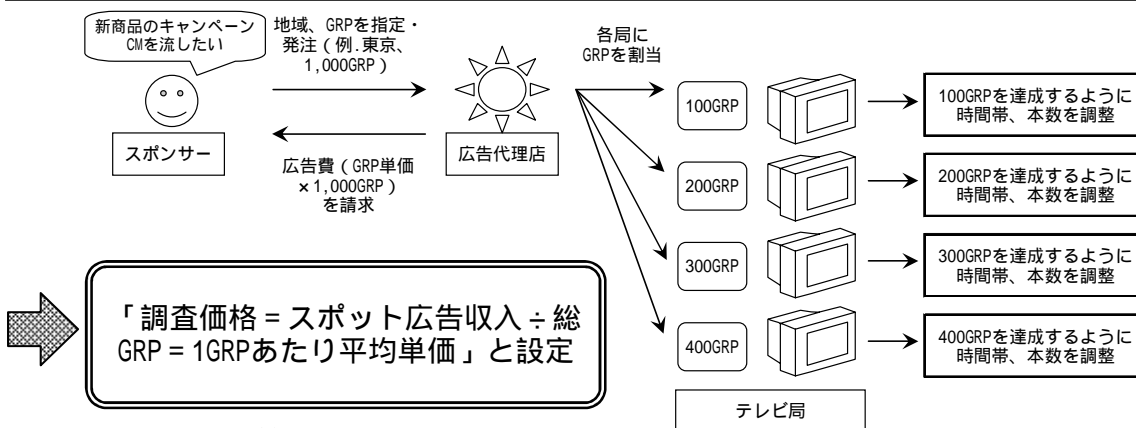 新商品のキャンペーン
CMを流したい
スポンサー
地域、GRPを指定・
発注（例.東京、
1,000GRP）
広告費（GRP単価
×1,000GRP）
を請求
広告代理店
各局に
GRPを割当
100GRP
100GRPを達成するように
時間帯、本数を調整
200GRP
200GRPを達成するように
時間帯、本数を調整
300GRP
300GRPを達成するように
時間帯、本数を調整
400GRP
400GRPを達成するように
時間帯、本数を調整
テレビ局
「調査価格＝スポット広告収入÷総
GRP＝1GRPあたり平均単価」と設定